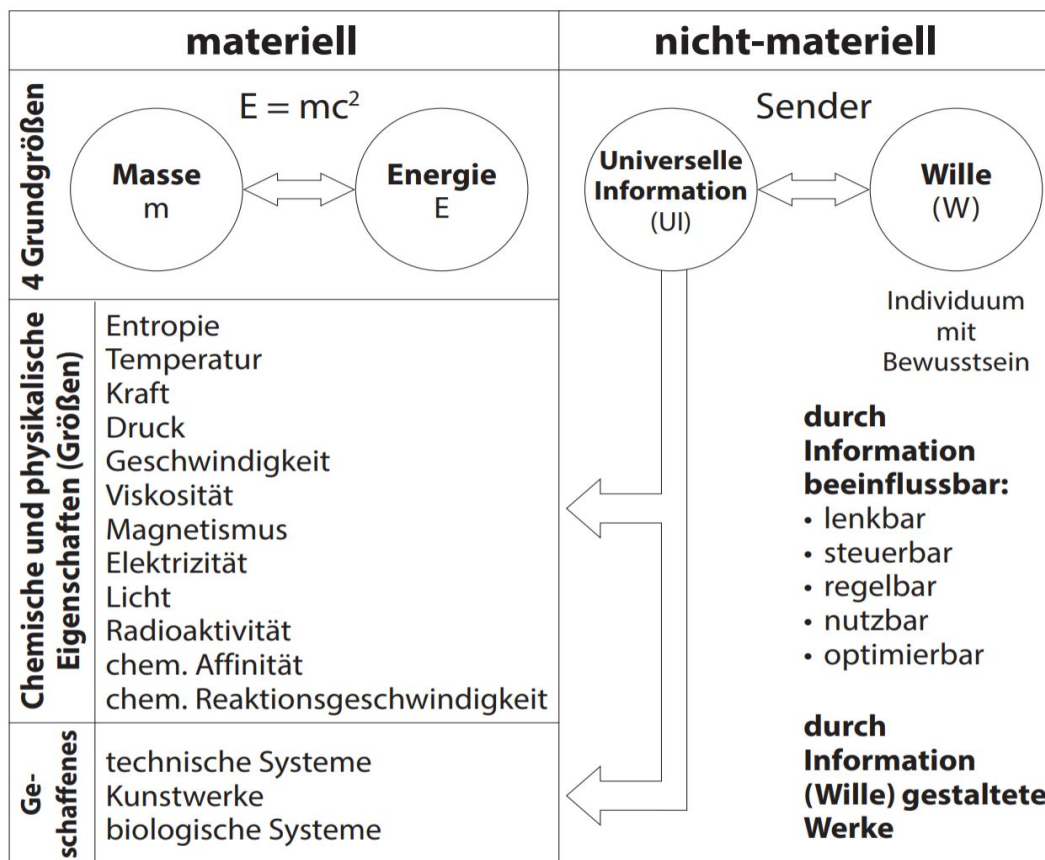 materiell
nicht-materiell
4 Grundgrößen
E = mc²
Masse
m
Energie
E
Sender
Universelle
Information
(UI)
Wille
(W)
Individuum
mit
Bewusstsein
Chemische und physikalische
Eigenschaften (Größen)
Entropie
Temperatur
Kraft
Druck
Geschwindigkeit
Viskosität
Magnetismus
Elektrizität
Licht
Radioaktivität
chem. Affinität
chem. Reaktionsgeschwindigkeit
durch
Information
beeinflussbar:
• lenkbar
• steuerbar
• regelbar
• nutzbar
• optimierbar
Ge-
schaffenes
technische Systeme
Kunstwerke
biologische Systeme
durch
Information
(Wille) gestaltete
Werke